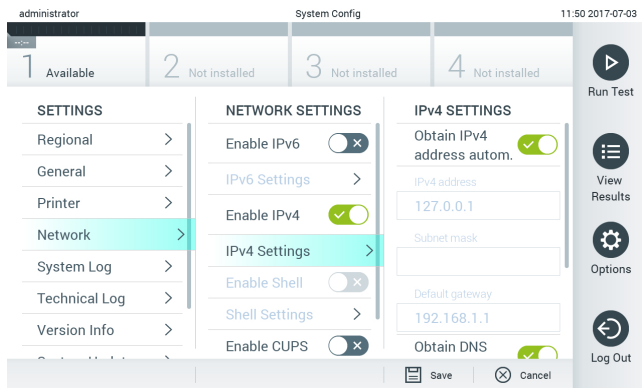 administrator System Config 11:50 2017-07-03
--:--
1 Available 2 Not installed 3 Not installed 4 Not installed
Run Test
SETTINGS
Regional
General
Printer
Network
System Log
Technical Log
Version Info
NETWORK SETTINGS
Enable IPv6
IPv6 Settings
Enable IPv4
IPv4 Settings
Enable Shell
Shell Settings
Enable CUPS
IPv4 SETTINGS
Obtain IPv4
address autom.
IPv4 address
127.0.0.1
Subnet mask
Default gateway
192.168.1.1
Obtain DNS
View
Results
Options
Log Out
Save Cancel